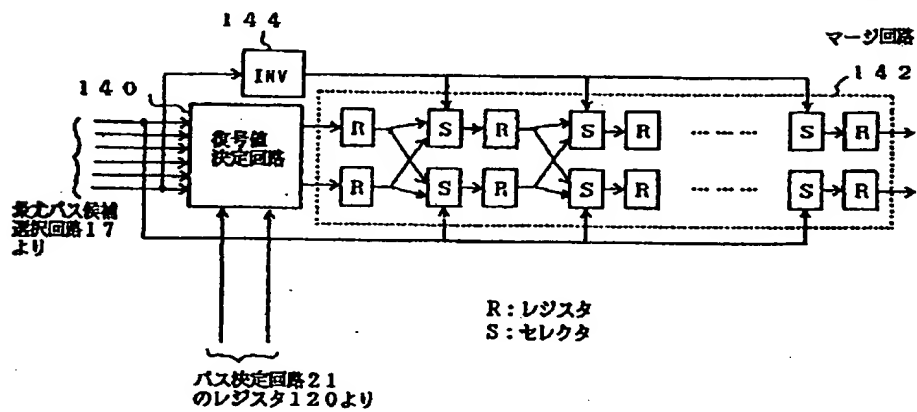 144
マージ回路
142
INV
140
復号値
決定回路
R S R S R ‥‥‥ S R
R S R S R ‥‥‥ S R
最尤パス候補
選択回路17
より
R：レジスタ
S：セレクタ
パス決定回路21
のレジスタ120より